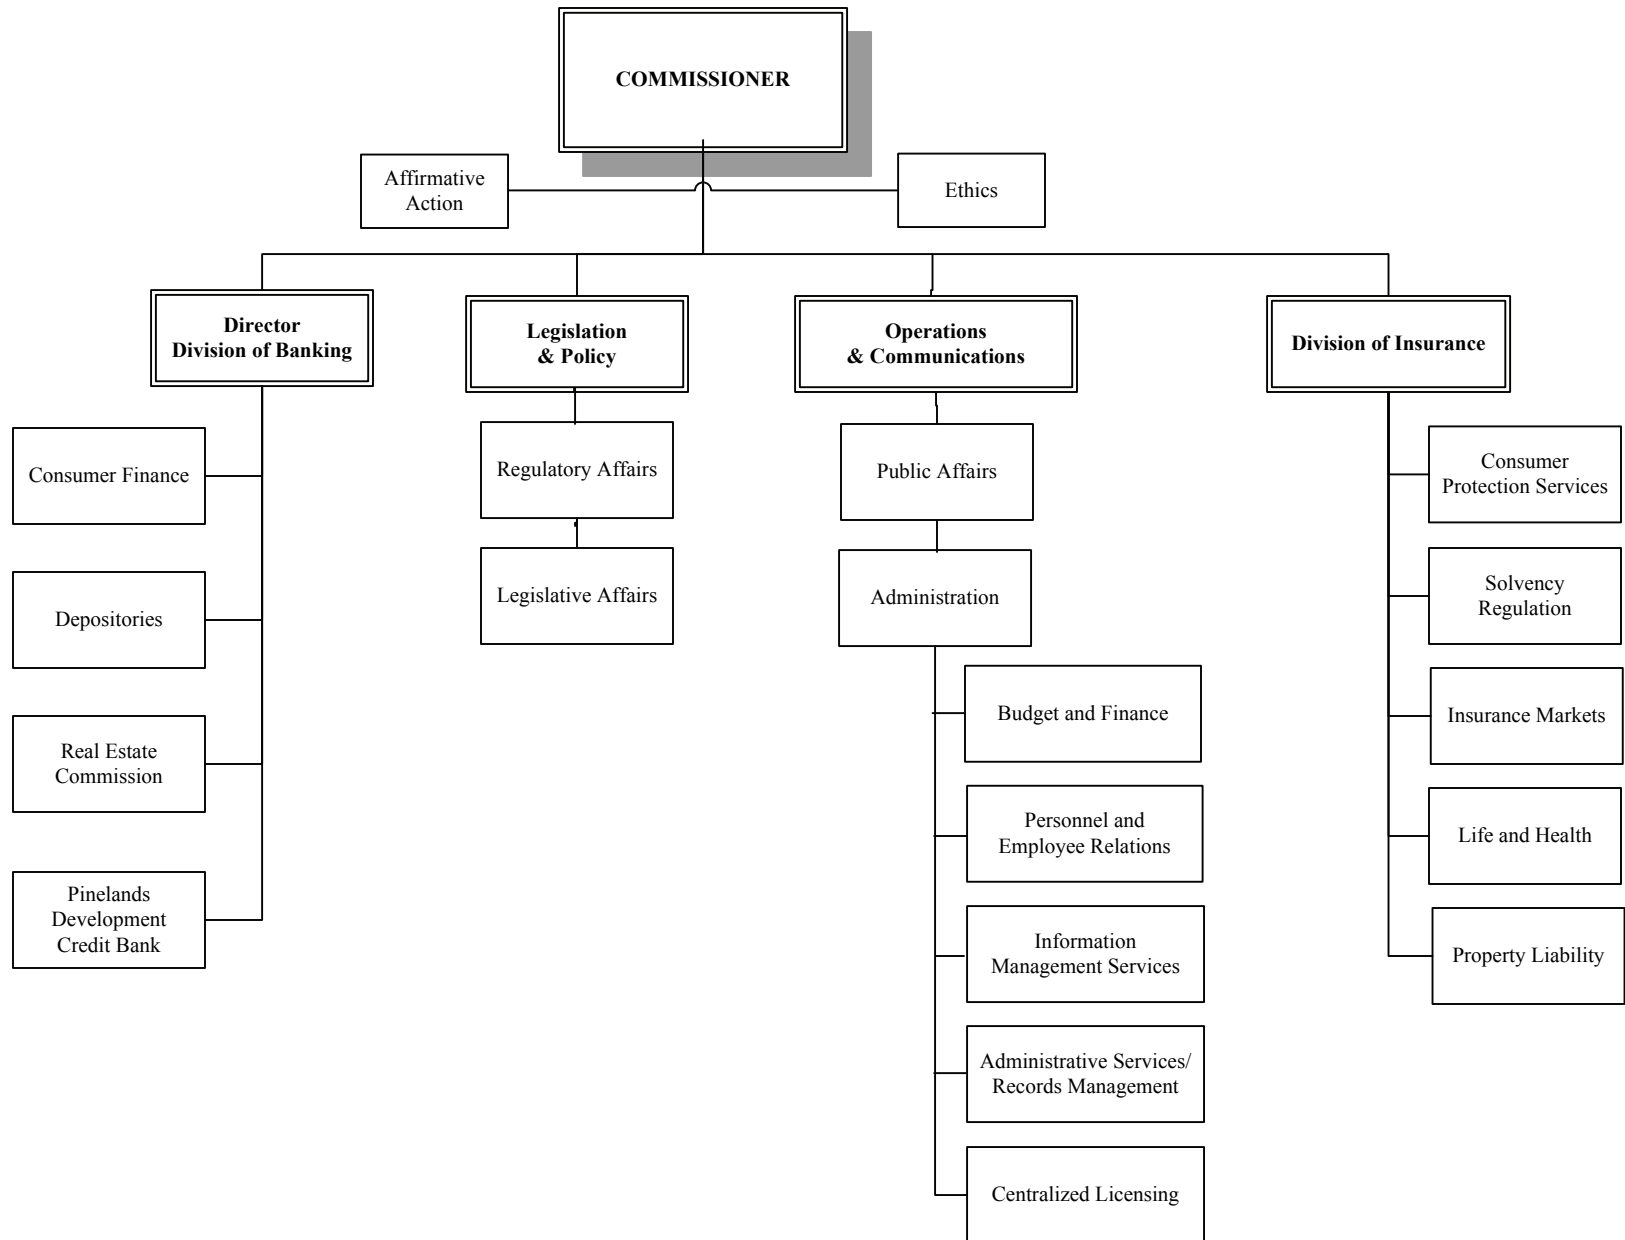 COMMISSIONER
Affirmative
Action
Ethics
Director
Division of Banking
Legislation
& Policy
Operations
& Communications
Division of Insurance
Consumer Finance
Depositories
Real Estate
Commission
Pinelands
Development
Credit Bank
Regulatory Affairs
Legislative Affairs
Public Affairs
Administration
Budget and Finance
Personnel and
Employee Relations
Information
Management Services
Administrative Services/
Records Management
Centralized Licensing
Consumer
Protection Services
Solvency
Regulation
Insurance Markets
Life and Health
Property Liability